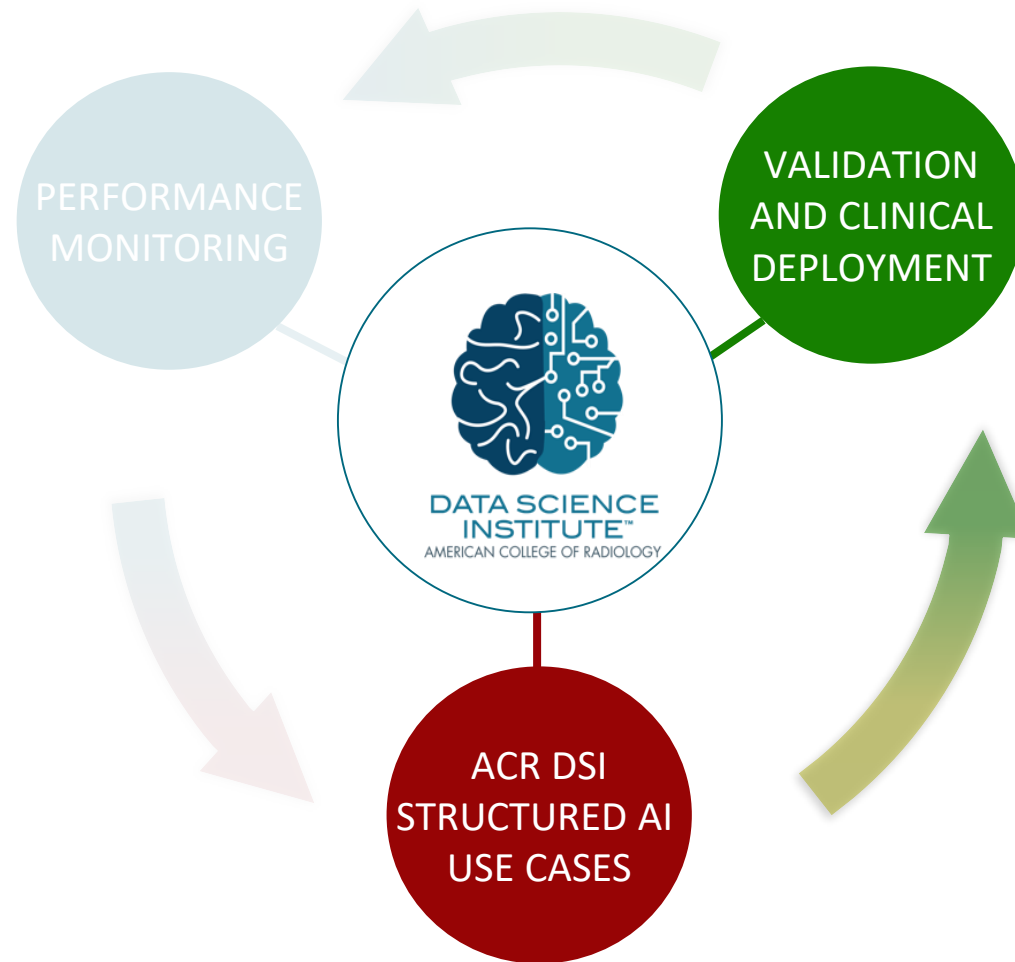 PERFORMANCE
MONITORING
VALIDATION
AND CLINICAL
DEPLOYMENT
DATA SCIENCE
INSTITUTE™
AMERICAN COLLEGE OF RADIOLOGY
ACR DSI
STRUCTURED AI
USE CASES